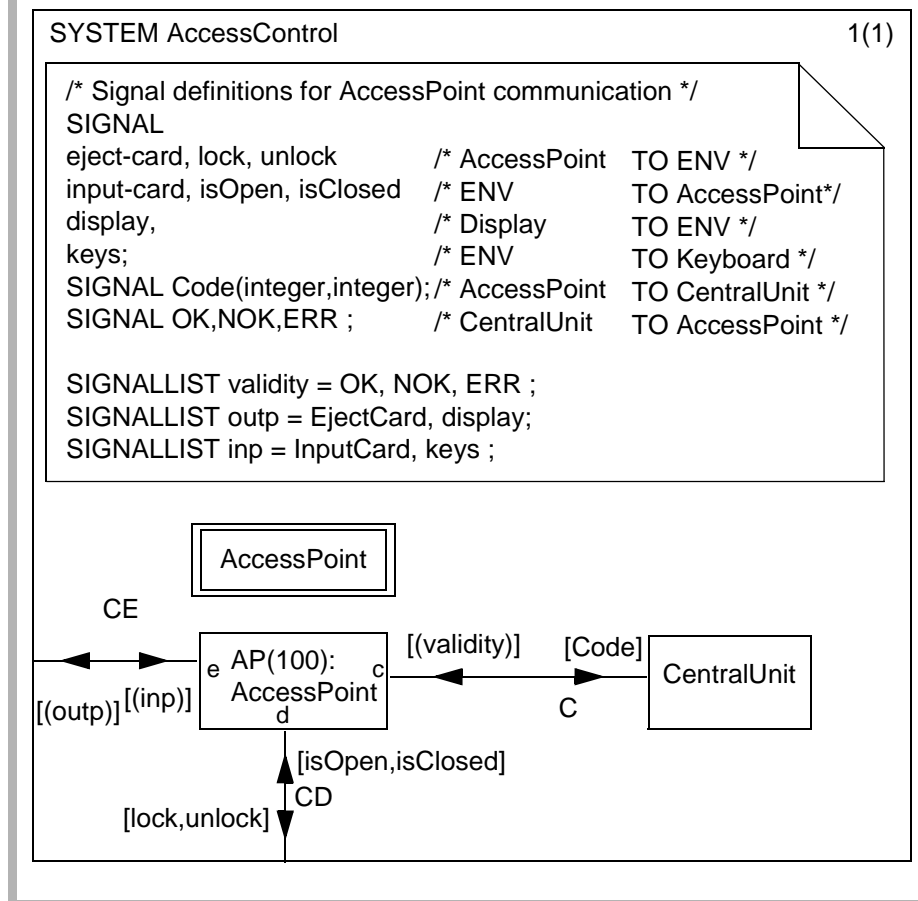 SYSTEM AccessControl 1(1)
/* Signal definitions for AccessPoint communication */
SIGNAL
eject-card, lock, unlock /* AccessPoint TO ENV */
input-card, isOpen, isClosed /* ENV TO AccessPoint*/
display, /* Display TO ENV */
keys; /* ENV TO Keyboard */
SIGNAL Code(integer,integer); /* AccessPoint TO CentralUnit */
SIGNAL OK,NOK,ERR ; /* CentralUnit TO AccessPoint */
SIGNALLIST validity = OK, NOK, ERR ;
SIGNALLIST outp = EjectCard, display;
SIGNALLIST inp = InputCard, keys ;
AccessPoint
CE
[(outp)] [(inp)]
e AP(100): c
AccessPoint
d
[(validity)] [Code]
C
CentralUnit
[isOpen,isClosed]
CD
[lock,unlock]